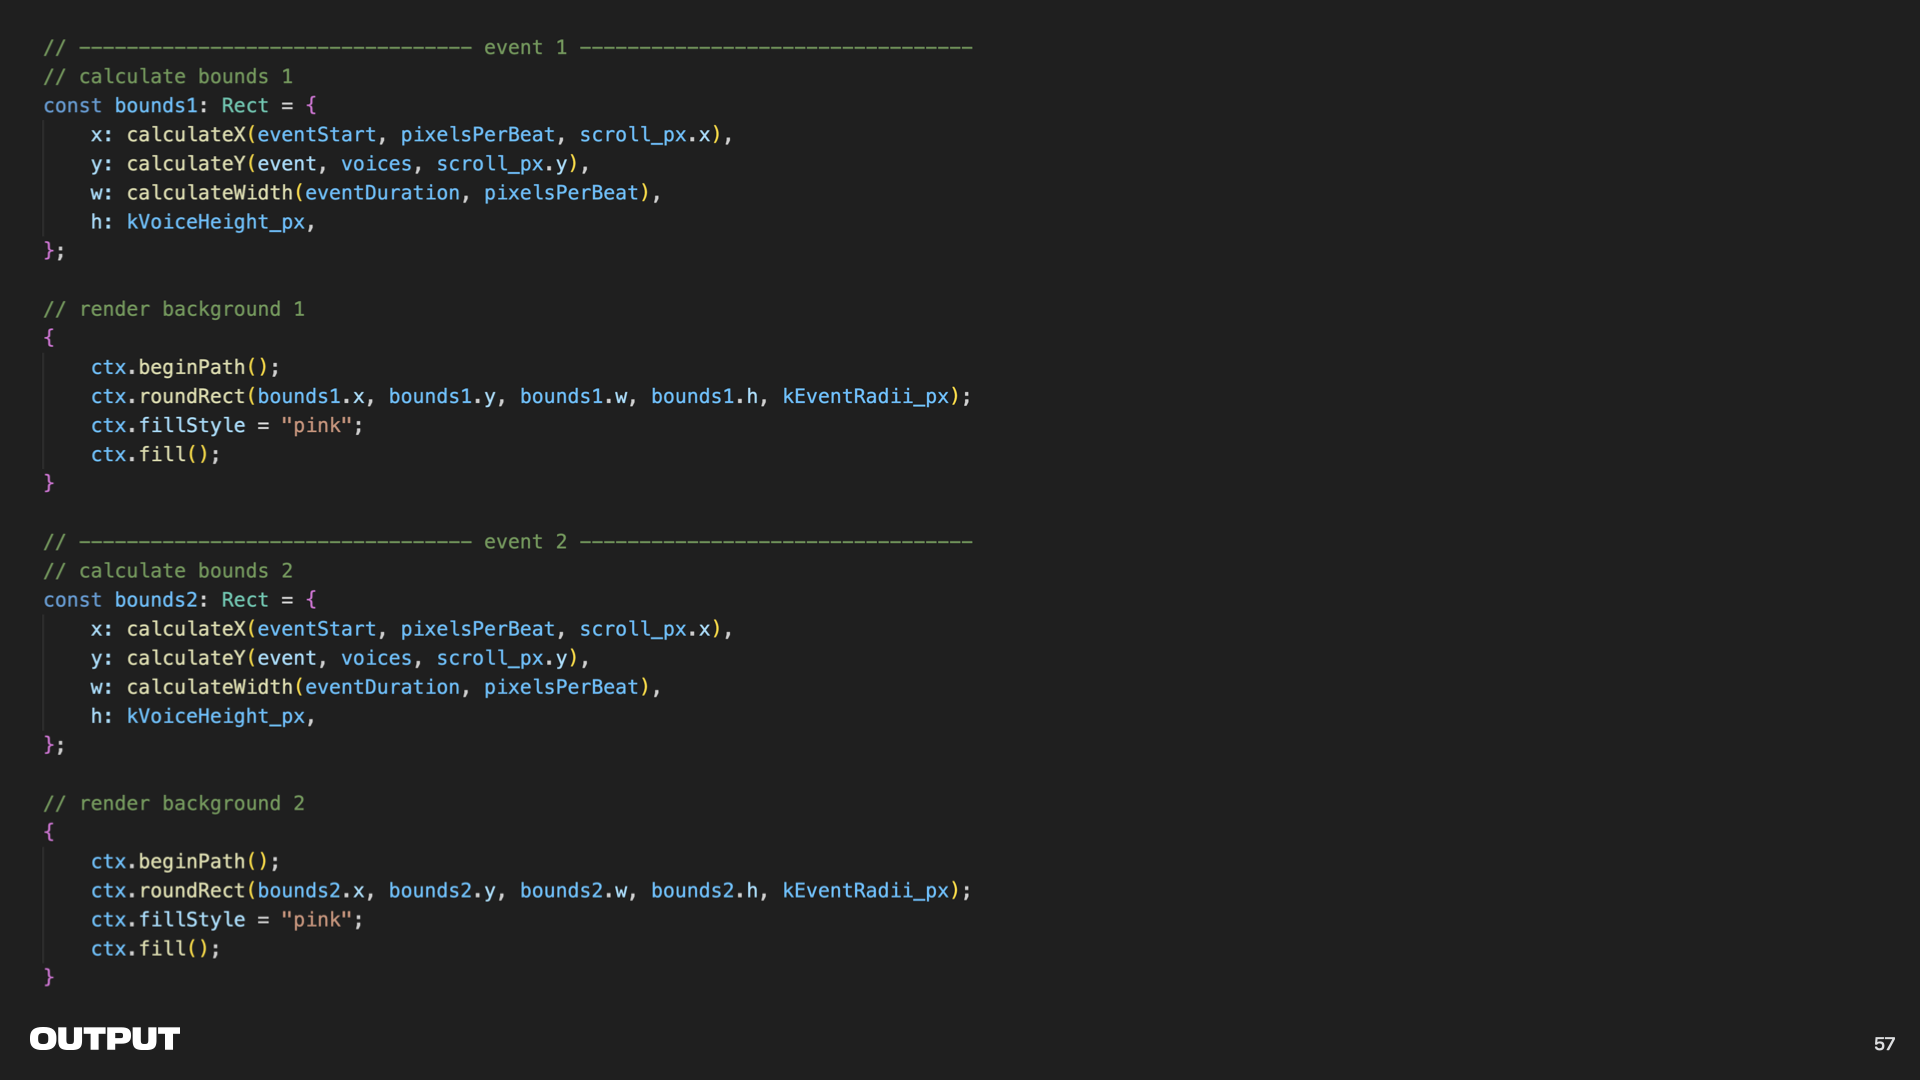 // --------------------------------- event 1 ---------------------------------
// calculate bounds 1
const bounds1: Rect = {
    x: calculateX(eventStart, pixelsPerBeat, scroll_px.x),
    y: calculateY(event, voices, scroll_px.y),
    w: calculateWidth(eventDuration, pixelsPerBeat),
    h: kVoiceHeight_px,
};

// render background 1
{
    ctx.beginPath();
    ctx.roundRect(bounds1.x, bounds1.y, bounds1.w, bounds1.h, kEventRadii_px);
    ctx.fillStyle = "pink";
    ctx.fill();
}

// --------------------------------- event 2 ---------------------------------
// calculate bounds 2
const bounds2: Rect = {
    x: calculateX(eventStart, pixelsPerBeat, scroll_px.x),
    y: calculateY(event, voices, scroll_px.y),
    w: calculateWidth(eventDuration, pixelsPerBeat),
    h: kVoiceHeight_px,
};

// render background 2
{
    ctx.beginPath();
    ctx.roundRect(bounds2.x, bounds2.y, bounds2.w, bounds2.h, kEventRadii_px);
    ctx.fillStyle = "pink";
    ctx.fill();
}
OUTPUT
57